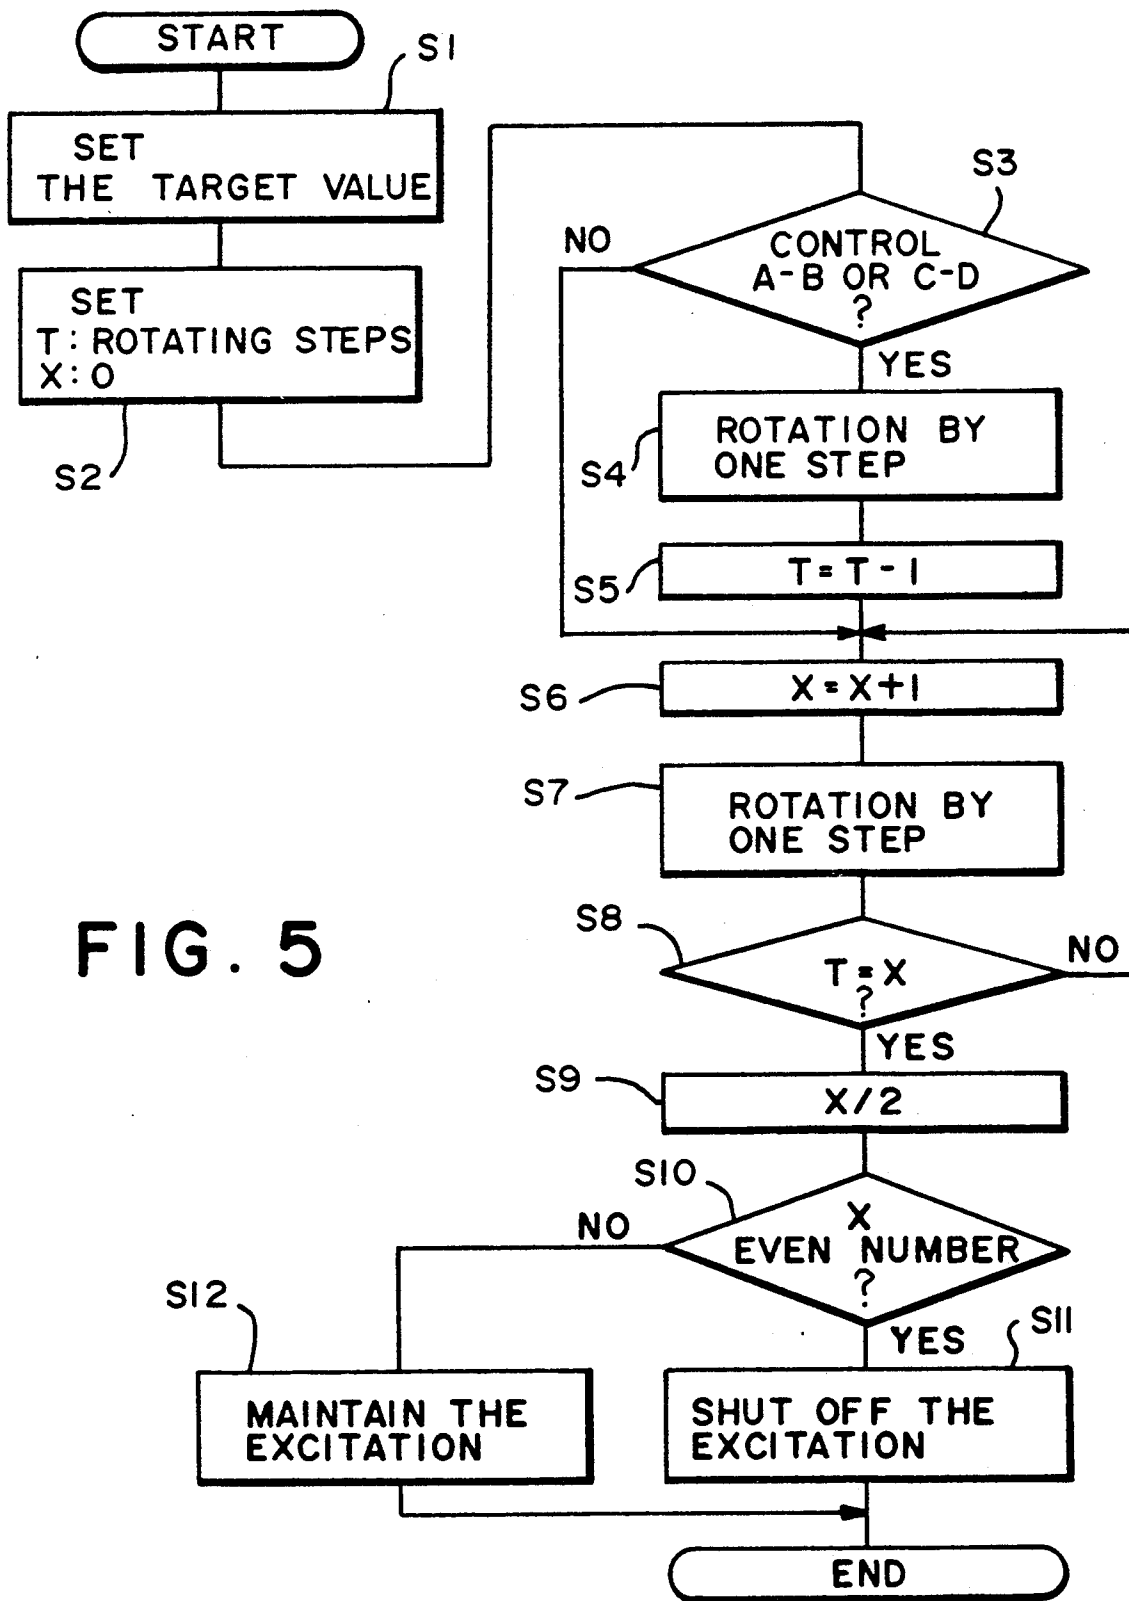 START
S1
SET
THE TARGET VALUE
SET
T: ROTATING STEPS
X: 0
S2
S3
CONTROL
A-B OR C-D
?
NO
YES
S4
ROTATION BY
ONE STEP
S5
T = T - 1
S6
X = X + 1
S7
ROTATION BY
ONE STEP
S8
T = X
?
NO
YES
S9
X / 2
S10
X
EVEN NUMBER
?
NO
YES
S12
MAINTAIN THE
EXCITATION
S11
SHUT OFF THE
EXCITATION
END
FIG. 5